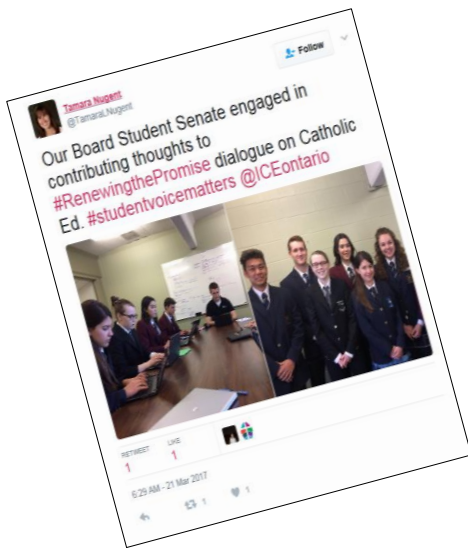 Follow
Tamara Nugent
@TamaraLNugent
Our Board Student Senate engaged in
contributing thoughts to
#RenewingthePromise dialogue on Catholic
Ed. #studentvoicematters @ICEontario
RETWEET
LIKE
1
1
6:29 AM - 21 Mar 2017
1
1